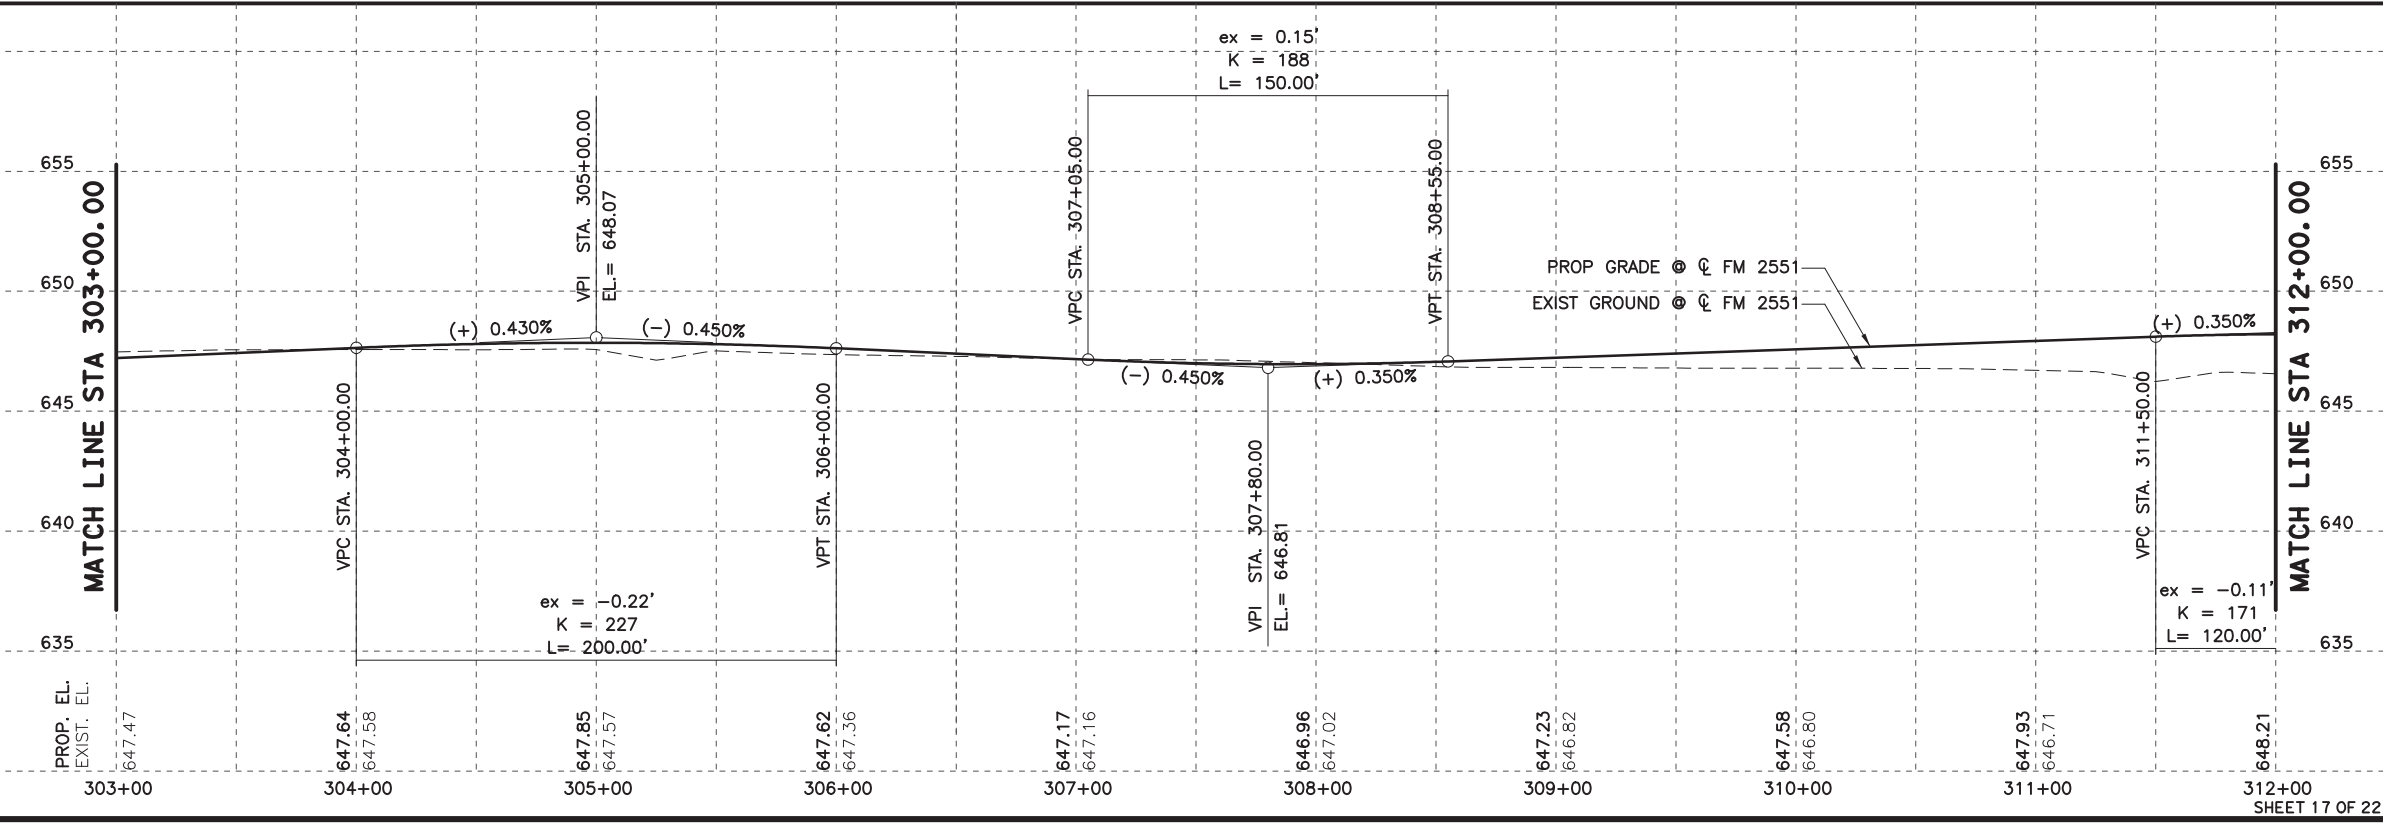 ex = 0.15'
K = 188
L= 150.00'
655
655
650
650
645
645
640
640
635
635
MATCH LINE STA 303+00.00
VPC STA. 304+00.00
(+) 0.430%
VPI STA. 305+00.00
EL.= 648.07
(-) 0.450%
VPT STA. 306+00.00
ex = -0.22'
K = 227
L= 200.00'
VPC STA. 307+05.00
(-) 0.450%
VPI STA. 307+80.00
EL.= 646.81
(+) 0.350%
VPT STA. 308+55.00
PROP GRADE @ ℄ FM 2551
EXIST GROUND @ ℄ FM 2551
VPC STA. 311+50.00
(+) 0.350%
ex = -0.11'
K = 171
L= 120.00'
MATCH LINE STA 312+00.00
PROP. EL.
EXIST. EL.
647.47
647.64
647.58
647.85
647.57
647.62
647.36
647.17
647.16
646.96
647.02
647.23
646.82
647.58
646.80
647.93
646.71
648.21
303+00
304+00
305+00
306+00
307+00
308+00
309+00
310+00
311+00
312+00
SHEET 17 OF 22